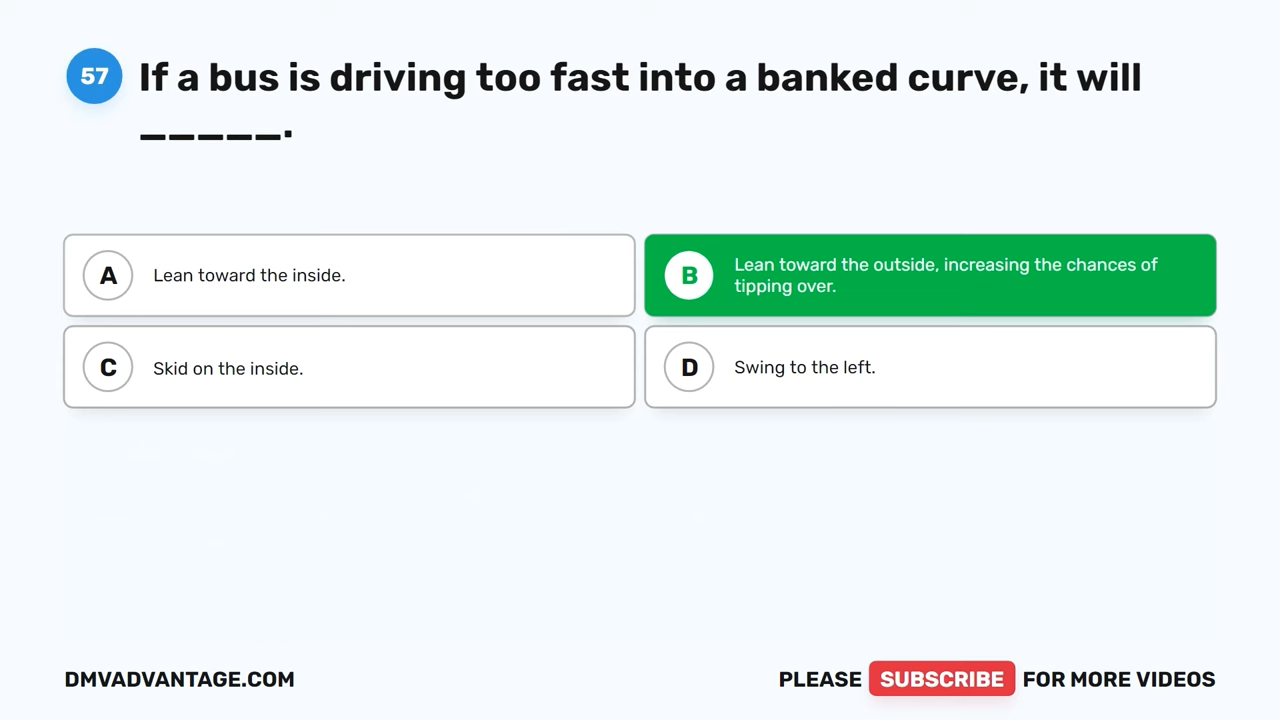 57
If a bus is driving too fast into a banked curve, it will
_____.
A
Lean toward the inside.
B
Lean toward the outside, increasing the chances of
tipping over.
C
Skid on the inside.
D
Swing to the left.
DMVADVANTAGE.COM
PLEASE SUBSCRIBE FOR MORE VIDEOS